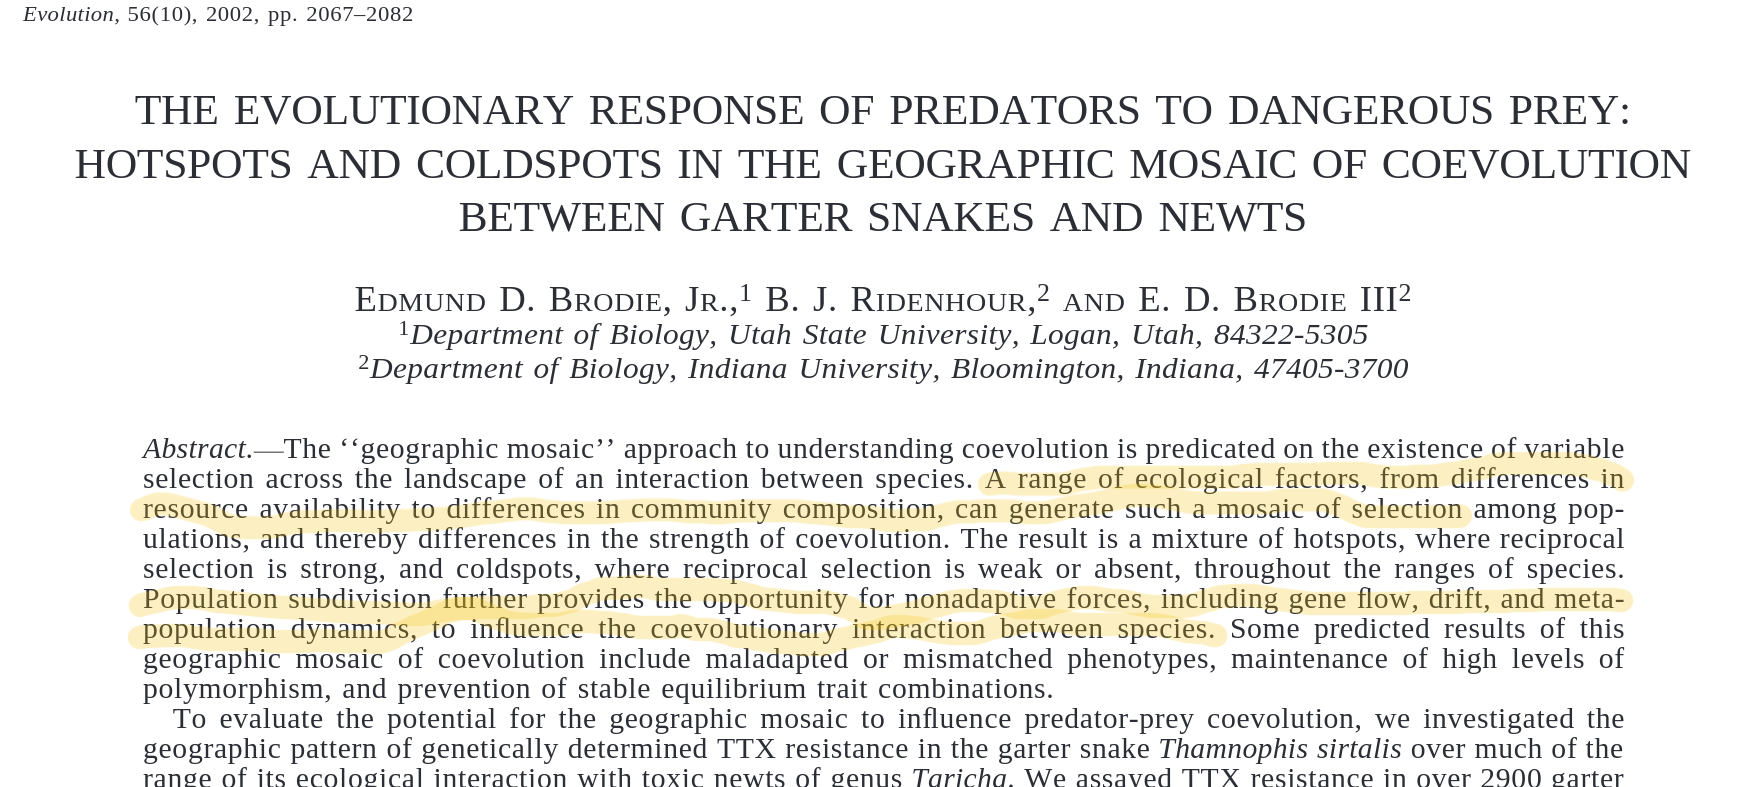 Evolution, 56(10), 2002, pp. 2067–2082
THE EVOLUTIONARY RESPONSE OF PREDATORS TO DANGEROUS PREY:
HOTSPOTS AND COLDSPOTS IN THE GEOGRAPHIC MOSAIC OF COEVOLUTION
BETWEEN GARTER SNAKES AND NEWTS
EDMUND D. BRODIE, JR.,¹ B. J. RIDENHOUR,² AND E. D. BRODIE III²
¹Department of Biology, Utah State University, Logan, Utah, 84322-5305
²Department of Biology, Indiana University, Bloomington, Indiana, 47405-3700
Abstract.—The ‘‘geographic mosaic’’ approach to understanding coevolution is predicated on the existence of variable
selection across the landscape of an interaction between species. A range of ecological factors, from differences in
resource availability to differences in community composition, can generate such a mosaic of selection among pop-
ulations, and thereby differences in the strength of coevolution. The result is a mixture of hotspots, where reciprocal
selection is strong, and coldspots, where reciprocal selection is weak or absent, throughout the ranges of species.
Population subdivision further provides the opportunity for nonadaptive forces, including gene flow, drift, and meta-
population dynamics, to influence the coevolutionary interaction between species. Some predicted results of this
geographic mosaic of coevolution include maladapted or mismatched phenotypes, maintenance of high levels of
polymorphism, and prevention of stable equilibrium trait combinations.
To evaluate the potential for the geographic mosaic to influence predator-prey coevolution, we investigated the
geographic pattern of genetically determined TTX resistance in the garter snake Thamnophis sirtalis over much of the
range of its ecological interaction with toxic newts of genus Taricha. We assayed TTX resistance in over 2900 garter